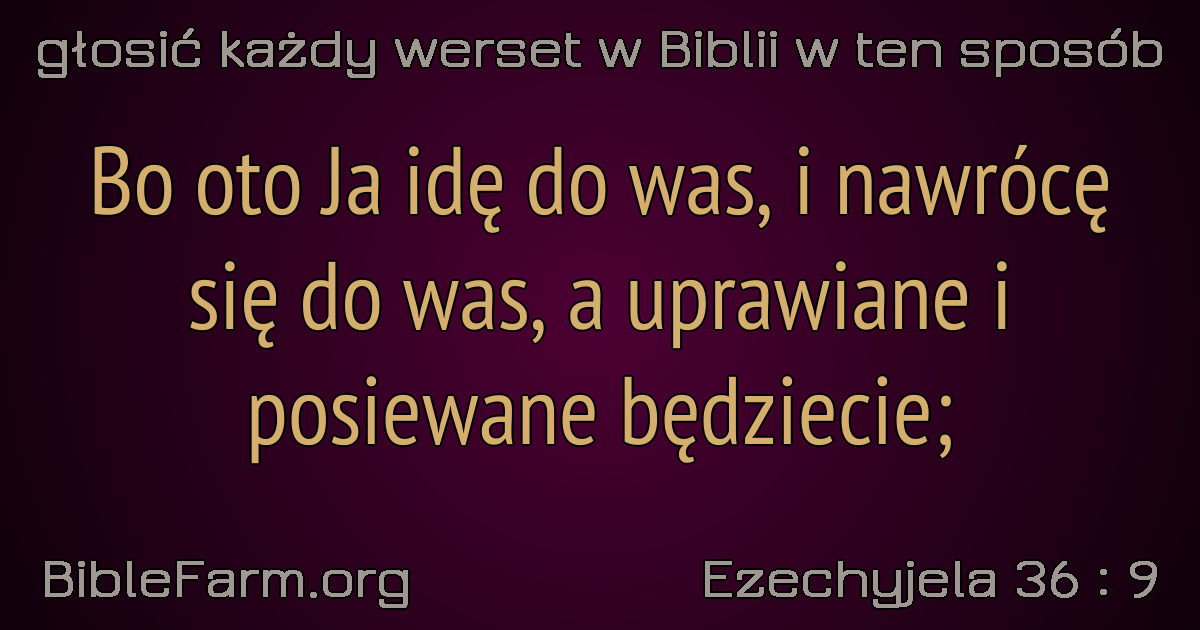 głosić każdy werset w Biblii w ten sposób
Bo oto Ja idę do was, i nawrócę
się do was, a uprawiane i
posiewane będziecie;
BibleFarm.org
Ezechyjela 36 : 9